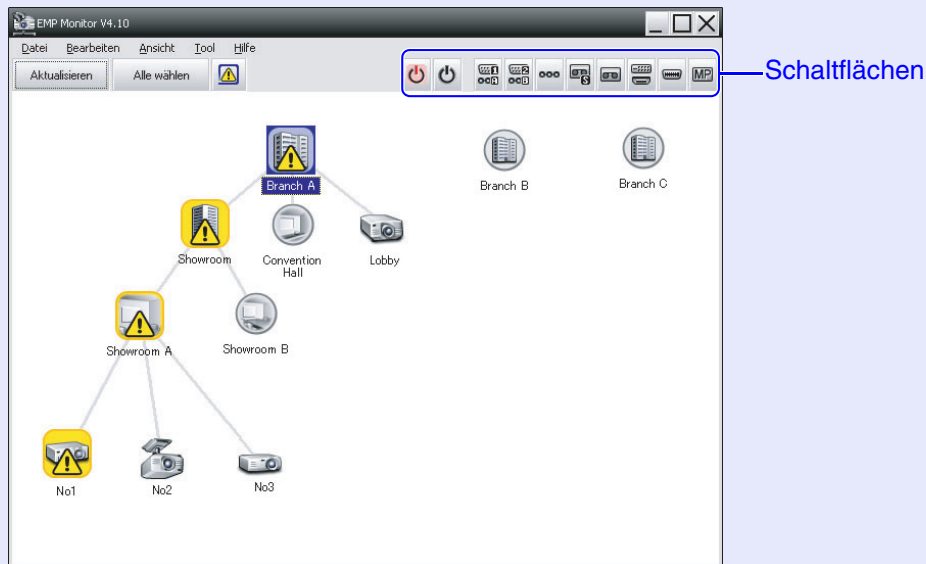 EMP Monitor V4.10
Datei Bearbeiten Ansicht Tool Hilfe
Aktualisieren Alle wählen
MP
Schaltflächen
Branch A
Branch B
Branch C
Showroom
Convention
Hall
Lobby
Showroom A
Showroom B
No1
No2
No3